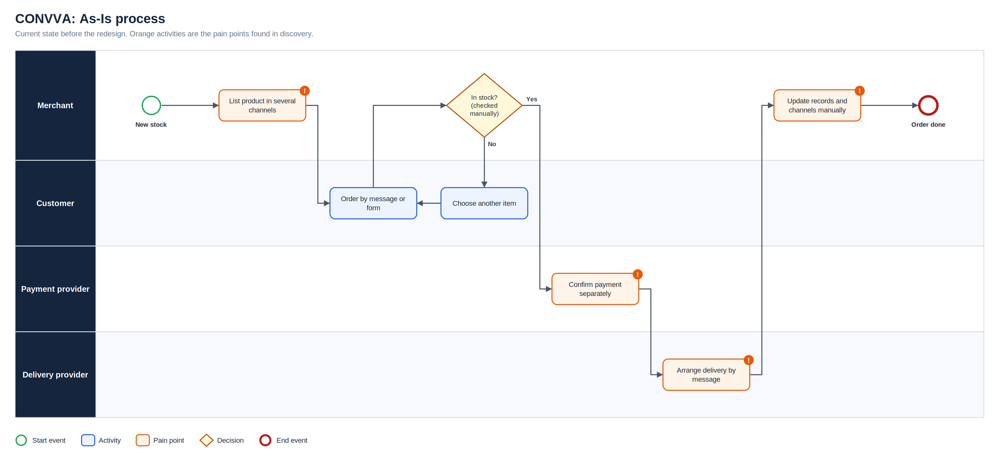 CONVVA: As-Is process
Current state before the redesign. Orange activities are the pain points found in discovery.
Merchant
New stock
List product in several
channels
!
In stock?
(checked
manually)
Yes
No
Update records and
channels manually
!
Order done
Customer
Order by message or
form
Choose another item
Payment provider
Confirm payment
separately
!
Delivery provider
Arrange delivery by
message
!
Start event
Activity
Pain point
Decision
End event